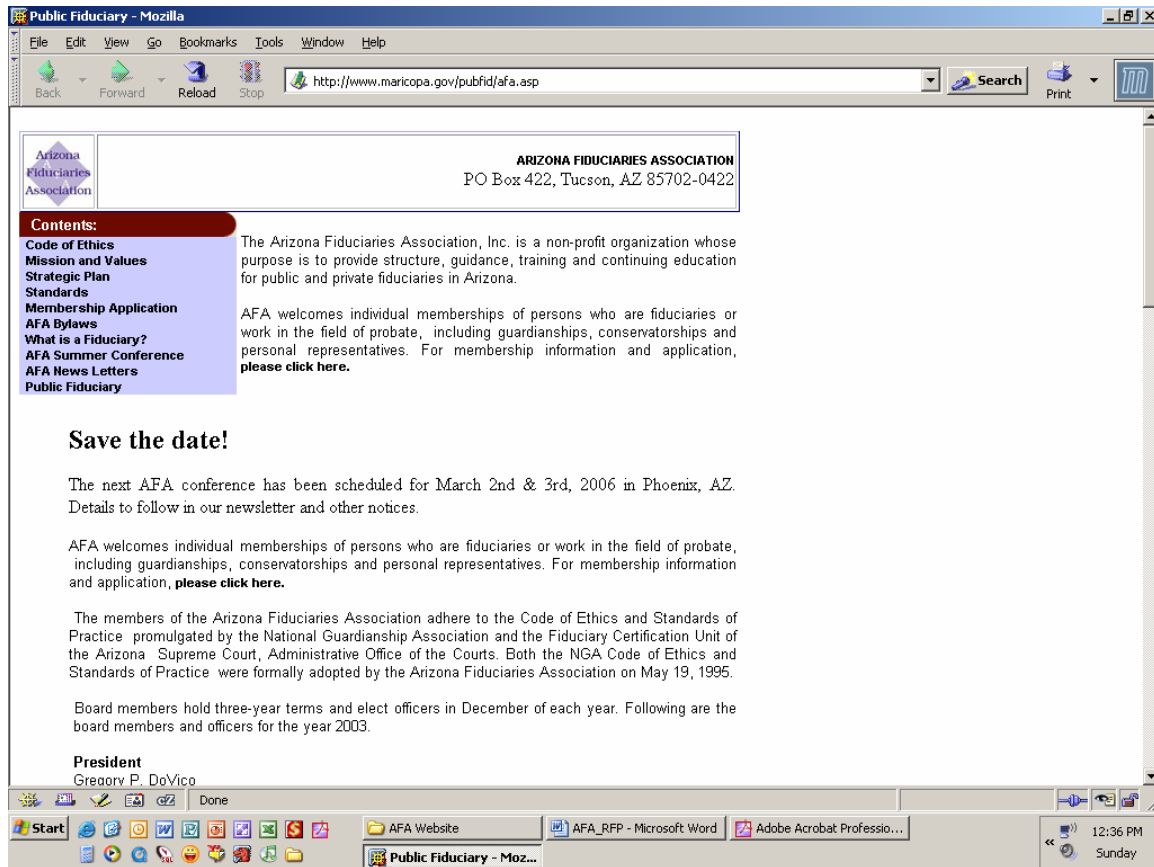 Public Fiduciary - Mozilla
File Edit View Go Bookmarks Tools Window Help
Back Forward Reload Stop http://www.maricopa.gov/pubfid/afa.asp Search Print
Arizona
Fiduciaries
Association
ARIZONA FIDUCIARIES ASSOCIATION
PO Box 422, Tucson, AZ 85702-0422
Contents:
Code of Ethics
Mission and Values
Strategic Plan
Standards
Membership Application
AFA Bylaws
What is a Fiduciary?
AFA Summer Conference
AFA News Letters
Public Fiduciary
The Arizona Fiduciaries Association, Inc. is a non-profit organization whose
purpose is to provide structure, guidance, training and continuing education
for public and private fiduciaries in Arizona.
AFA welcomes individual memberships of persons who are fiduciaries or
work in the field of probate, including guardianships, conservatorships and
personal representatives. For membership information and application,
please click here.
Save the date!
The next AFA conference has been scheduled for March 2nd & 3rd, 2006 in Phoenix, AZ.
Details to follow in our newsletter and other notices.
AFA welcomes individual memberships of persons who are fiduciaries or work in the field of probate,
including guardianships, conservatorships and personal representatives. For membership information
and application, please click here.
The members of the Arizona Fiduciaries Association adhere to the Code of Ethics and Standards of
Practice promulgated by the National Guardianship Association and the Fiduciary Certification Unit of
the Arizona Supreme Court, Administrative Office of the Courts. Both the NGA Code of Ethics and
Standards of Practice were formally adopted by the Arizona Fiduciaries Association on May 19, 1995.
Board members hold three-year terms and elect officers in December of each year. Following are the
board members and officers for the year 2003.
President
Gregory P. DoVico
Done
Start AFA Website AFA_RFP - Microsoft Word Adobe Acrobat Professio... 12:36 PM
Public Fiduciary - Moz... Sunday